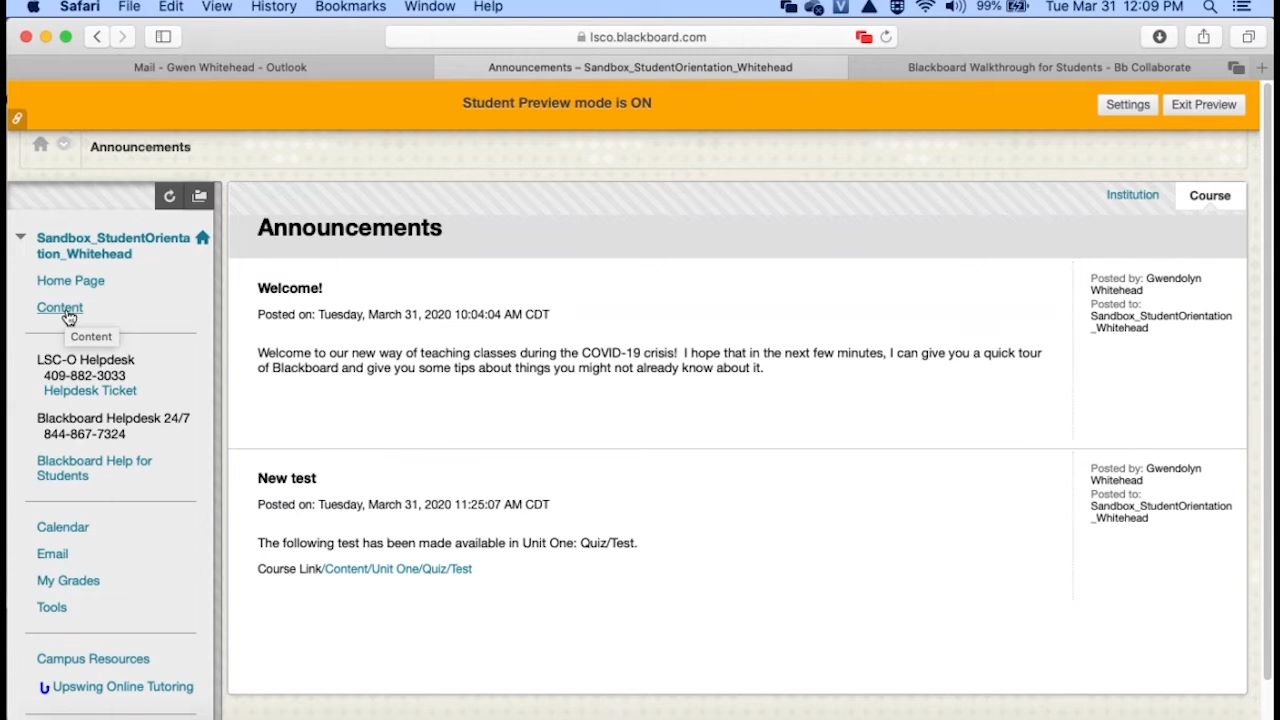 Safari File Edit View History Bookmarks Window Help 99% Tue Mar 31 12:09 PM
lsco.blackboard.com
Mail - Gwen Whitehead - Outlook
Announcements – Sandbox_StudentOrientation_Whitehead
Blackboard Walkthrough for Students - Bb Collaborate
Student Preview mode is ON
Settings
Exit Preview
Announcements
Sandbox_StudentOrienta
tion_Whitehead
Home Page
Content
Content
LSC-O Helpdesk
409-882-3033
Helpdesk Ticket
Blackboard Helpdesk 24/7
844-867-7324
Blackboard Help for
Students
Calendar
Email
My Grades
Tools
Campus Resources
Upswing Online Tutoring
Institution
Course
Announcements
Welcome!
Posted on: Tuesday, March 31, 2020 10:04:04 AM CDT
Welcome to our new way of teaching classes during the COVID-19 crisis! I hope that in the next few minutes, I can give you a quick tour
of Blackboard and give you some tips about things you might not already know about it.
Posted by: Gwendolyn
Whitehead
Posted to:
Sandbox_StudentOrientation
_Whitehead
New test
Posted on: Tuesday, March 31, 2020 11:25:07 AM CDT
The following test has been made available in Unit One: Quiz/Test.
Course Link/Content/Unit One/Quiz/Test
Posted by: Gwendolyn
Whitehead
Posted to:
Sandbox_StudentOrientation
_Whitehead